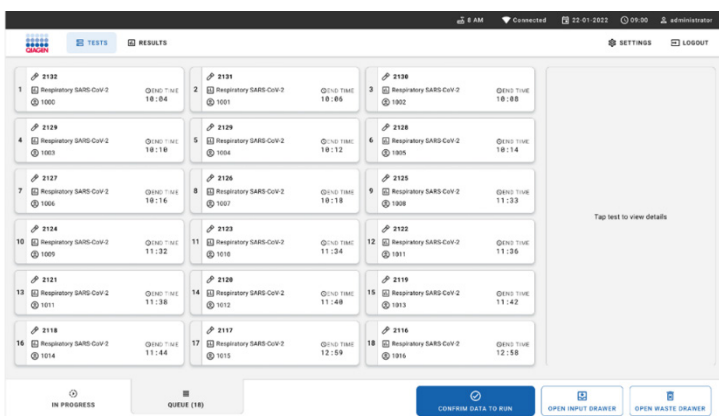 8 AM Connected 22-01-2022 09:00 administrator
QIAGEN TESTS RESULTS SETTINGS LOGOUT
2132
1 Respiratory SARS-CoV-2 END TIME
1000 10:04
2131
2 Respiratory SARS-CoV-2 END TIME
1001 10:06
2130
3 Respiratory SARS-CoV-2 END TIME
1002 10:08
2129
4 Respiratory SARS-CoV-2 END TIME
1003 10:10
2129
5 Respiratory SARS-CoV-2 END TIME
1004 10:12
2128
6 Respiratory SARS-CoV-2 END TIME
1005 10:14
2127
7 Respiratory SARS-CoV-2 END TIME
1006 10:16
2126
8 Respiratory SARS-CoV-2 END TIME
1007 10:18
2125
9 Respiratory SARS-CoV-2 END TIME
1008 11:33
2124
10 Respiratory SARS-CoV-2 END TIME
1009 11:32
2123
11 Respiratory SARS-CoV-2 END TIME
1010 11:34
2122
12 Respiratory SARS-CoV-2 END TIME
1011 11:36
2121
13 Respiratory SARS-CoV-2 END TIME
1011 11:38
2120
14 Respiratory SARS-CoV-2 END TIME
1012 11:40
2119
15 Respiratory SARS-CoV-2 END TIME
1013 11:42
2118
16 Respiratory SARS-CoV-2 END TIME
1014 11:44
2117
17 Respiratory SARS-CoV-2 END TIME
1015 12:59
2116
18 Respiratory SARS-CoV-2 END TIME
1016 12:58
Tap test to view details
IN PROGRESS
QUEUE (18)
CONFRIM DATA TO RUN
OPEN INPUT DRAWER
OPEN WASTE DRAWER